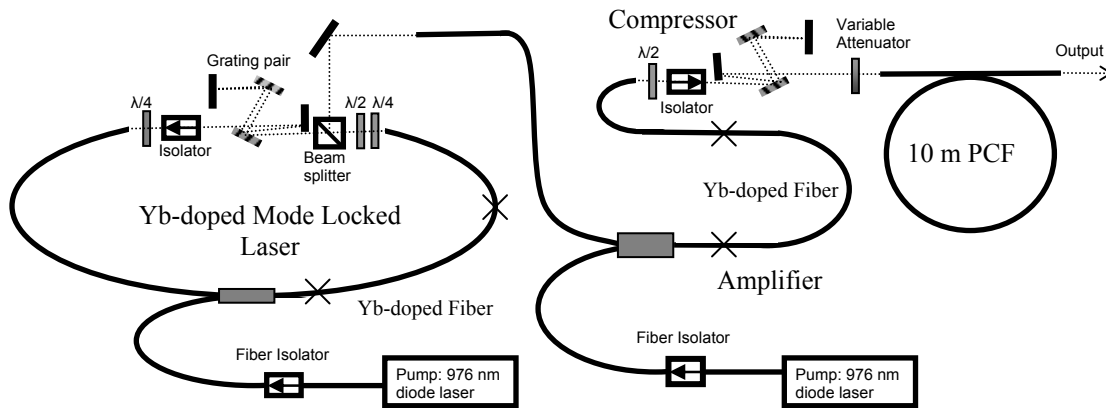 Compressor
Variable
Attenuator
λ/2
Output
Isolator
Grating pair
λ/4
λ/2 λ/4
Isolator
Beam
splitter
10 m PCF
Yb-doped Fiber
Yb-doped Mode Locked
Laser
Amplifier
Yb-doped Fiber
Fiber Isolator
Fiber Isolator
Pump: 976 nm
diode laser
Pump: 976 nm
diode laser